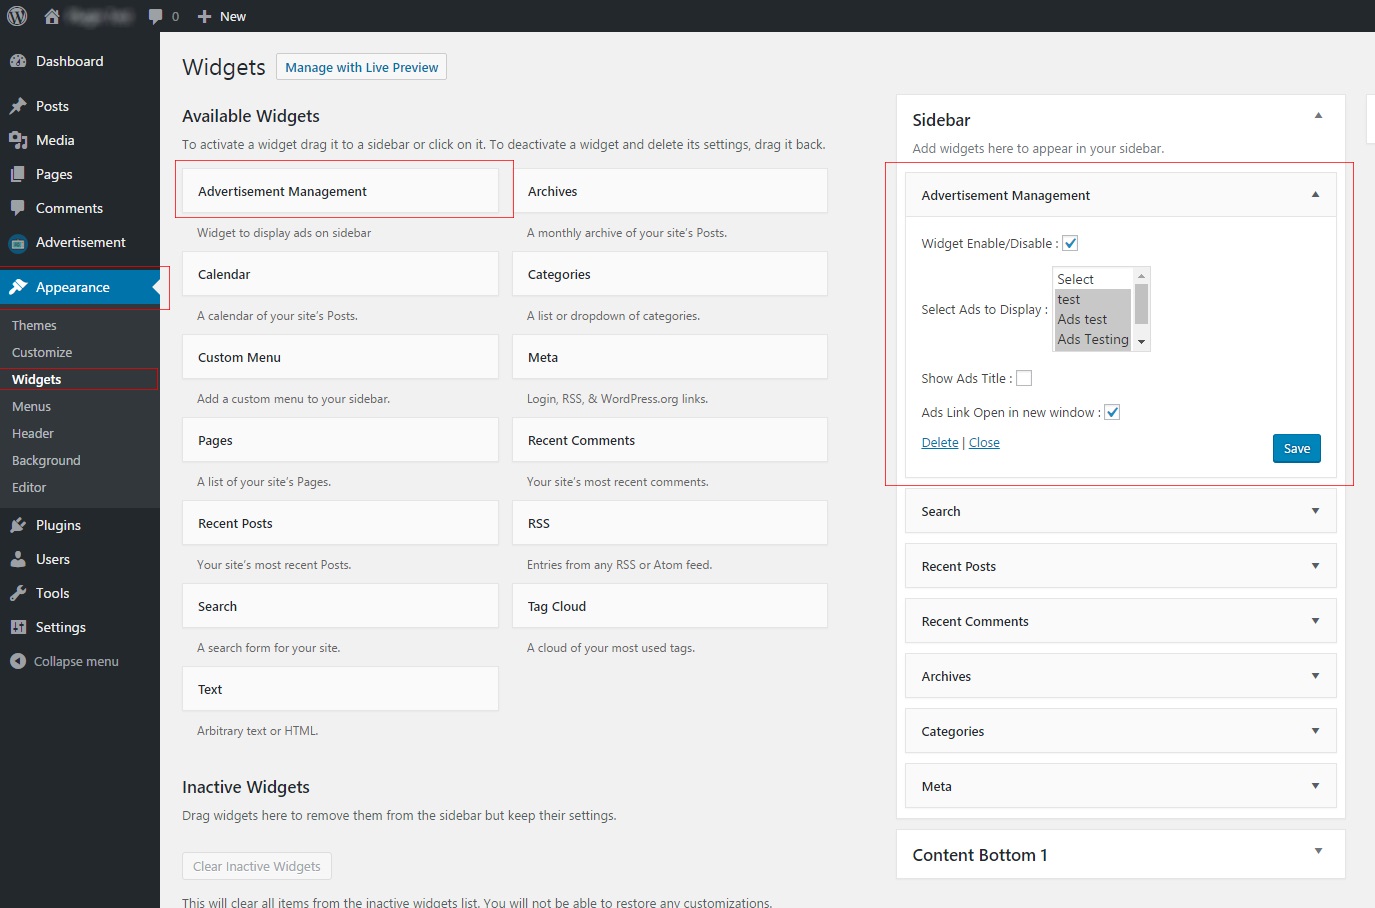 0 New
Dashboard
Posts
Media
Pages
Comments
Advertisement
Appearance
Themes
Customize
Widgets
Menus
Header
Background
Editor
Plugins
Users
Tools
Settings
Collapse menu
Widgets Manage with Live Preview
Available Widgets
To activate a widget drag it to a sidebar or click on it. To deactivate a widget and delete its settings, drag it back.
Advertisement Management
Widget to display ads on sidebar
Archives
A monthly archive of your site's Posts.
Calendar
A calendar of your site's Posts.
Categories
A list or dropdown of categories.
Custom Menu
Add a custom menu to your sidebar.
Meta
Login, RSS, & WordPress.org links.
Pages
A list of your site's Pages.
Recent Comments
Your site's most recent comments.
Recent Posts
Your site's most recent Posts.
RSS
Entries from any RSS or Atom feed.
Search
A search form for your site.
Tag Cloud
A cloud of your most used tags.
Text
Arbitrary text or HTML.
Inactive Widgets
Drag widgets here to remove them from the sidebar but keep their settings.
Clear Inactive Widgets
This will clear all items from the inactive widgets list. You will not be able to restore any customizations.
Sidebar
Add widgets here to appear in your sidebar.
Advertisement Management
Widget Enable/Disable :
Select Ads to Display :
Select
test
Ads test
Ads Testing
Show Ads Title :
Ads Link Open in new window :
Delete | Close
Save
Search
Recent Posts
Recent Comments
Archives
Categories
Meta
Content Bottom 1